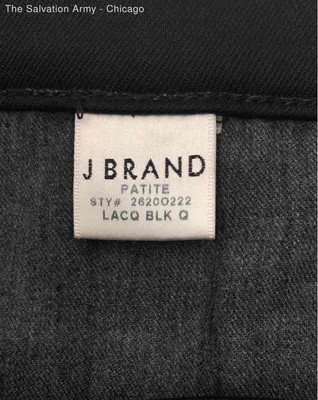 The Salvation Army - Chicago
J BRAND
PATITE
STY# 26200222
LACQ BLK Q